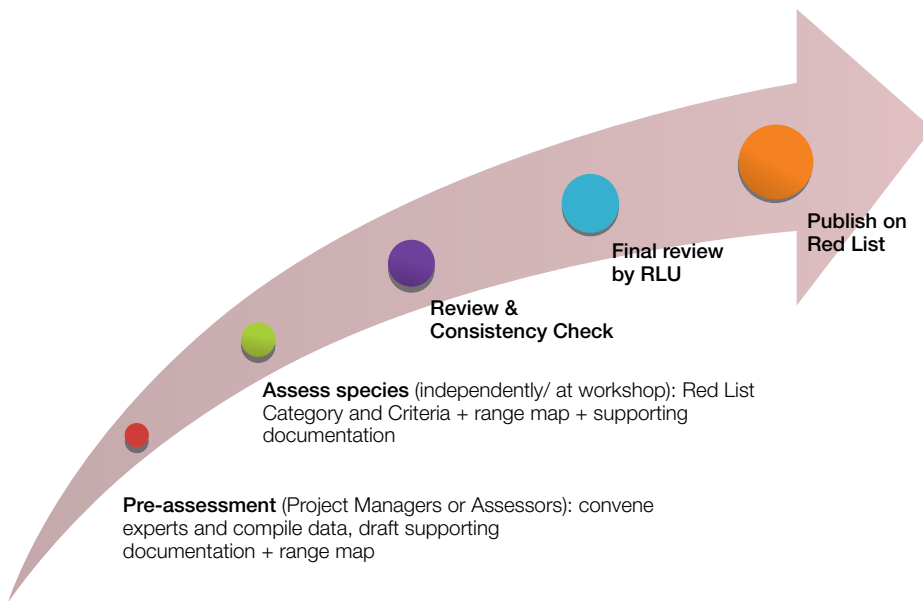 Publish on
Red List
Final review
by RLU
Review &
Consistency Check
Assess species (independently/ at workshop): Red List
Category and Criteria + range map + supporting
documentation
Pre-assessment (Project Managers or Assessors): convene
experts and compile data, draft supporting
documentation + range map